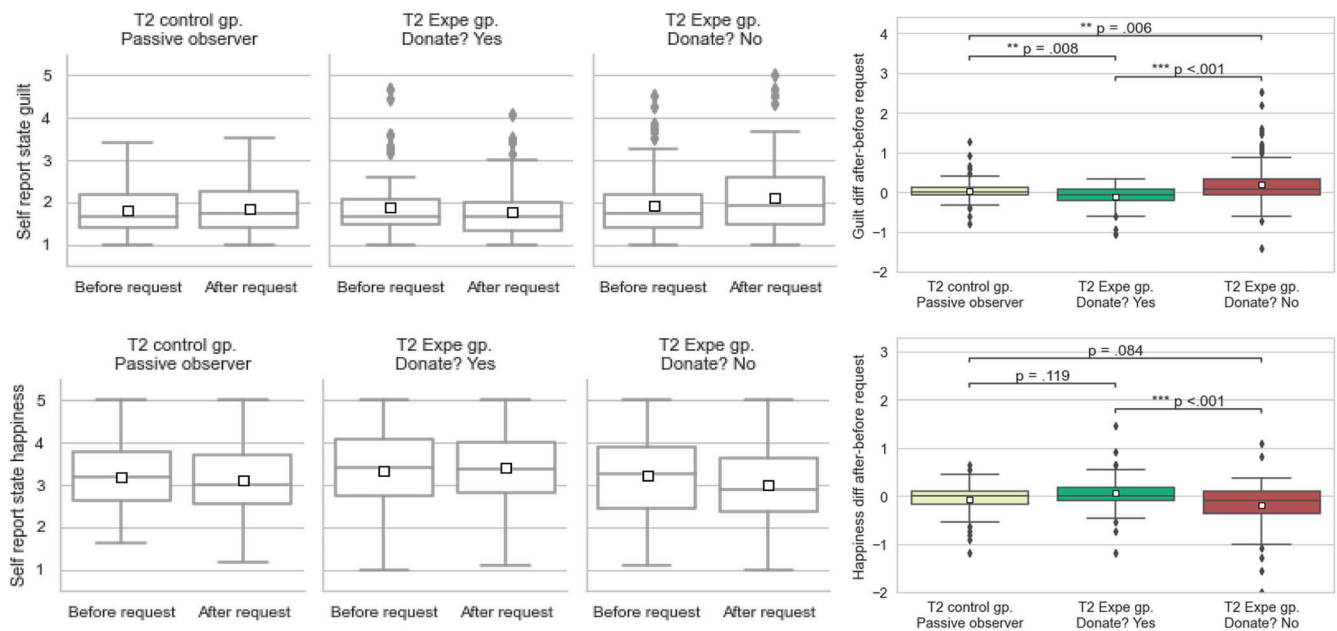 T2 control gp.
Passive observer
T2 Expe gp.
Donate? Yes
T2 Expe gp.
Donate? No
Self report state guilt
5
4
3
2
1
Before request
After request
Before request
After request
Before request
After request
Guilt diff after-before request
4
3
2
1
0
−1
−2
** p = .006
** p = .008
*** p <.001
T2 control gp.
Passive observer
T2 Expe gp.
Donate? Yes
T2 Expe gp.
Donate? No
T2 control gp.
Passive observer
T2 Expe gp.
Donate? Yes
T2 Expe gp.
Donate? No
Self report state happiness
5
4
3
2
1
Before request
After request
Before request
After request
Before request
After request
Happiness diff after-before request
3
2
1
0
−1
−2
p = .084
p = .119
*** p <.001
T2 control gp.
Passive observer
T2 Expe gp.
Donate? Yes
T2 Expe gp.
Donate? No